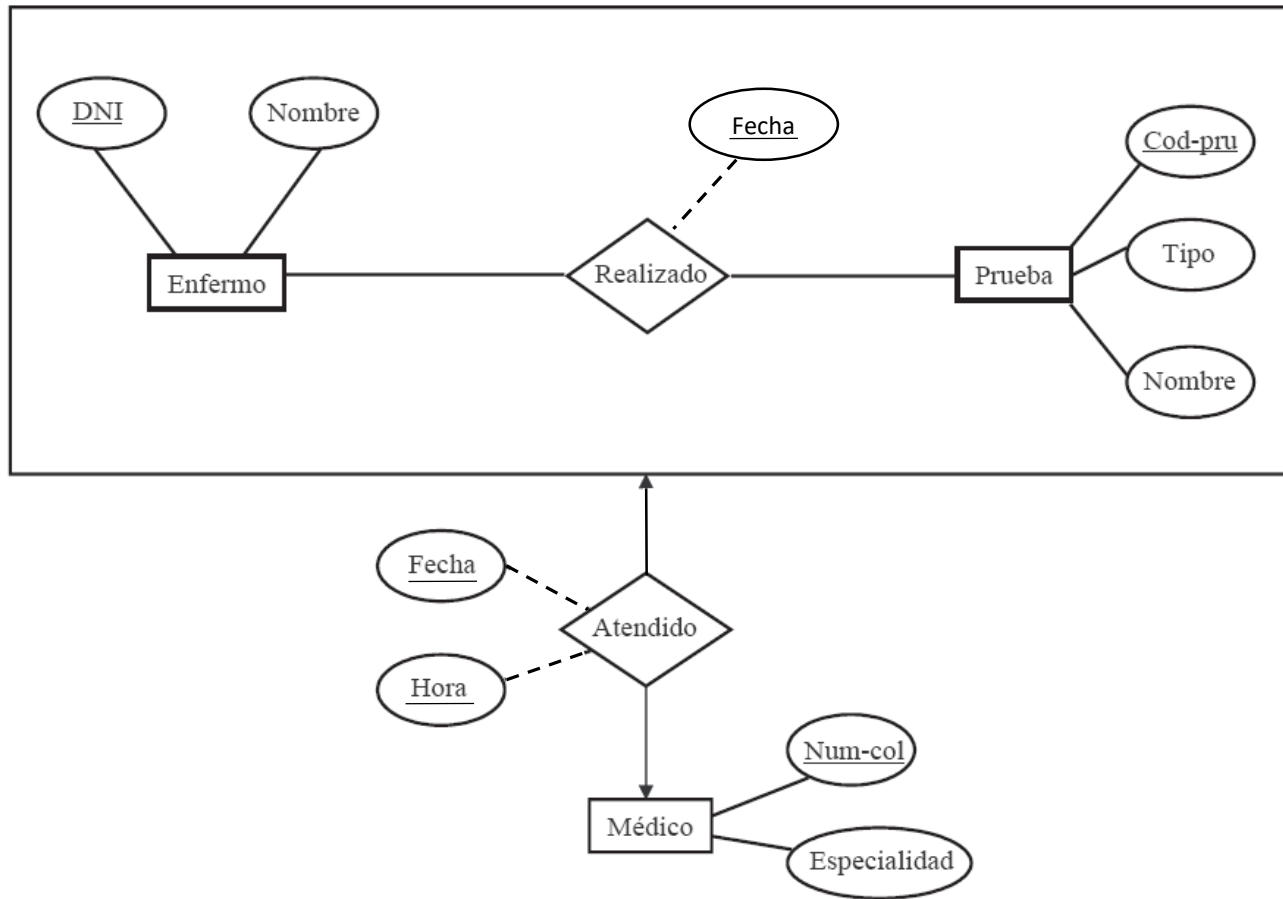 DNI
Nombre
Fecha
Cod-pru
Tipo
Enfermo
Realizado
Prueba
Nombre
Fecha
Atendido
Hora
Num-col
Médico
Especialidad